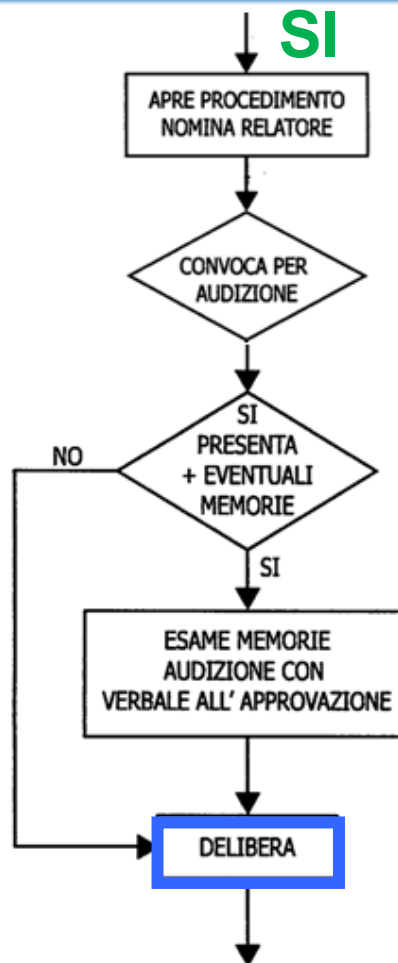 SI
APRE PROCEDIMENTO
NOMINA RELATORE
CONVOCA PER
AUDIZIONE
SI
PRESENTA
+ EVENTUALI
MEMORIE
NO
SI
ESAME MEMORIE
AUDIZIONE CON
VERBALE ALL' APPROVAZIONE
DELIBERA